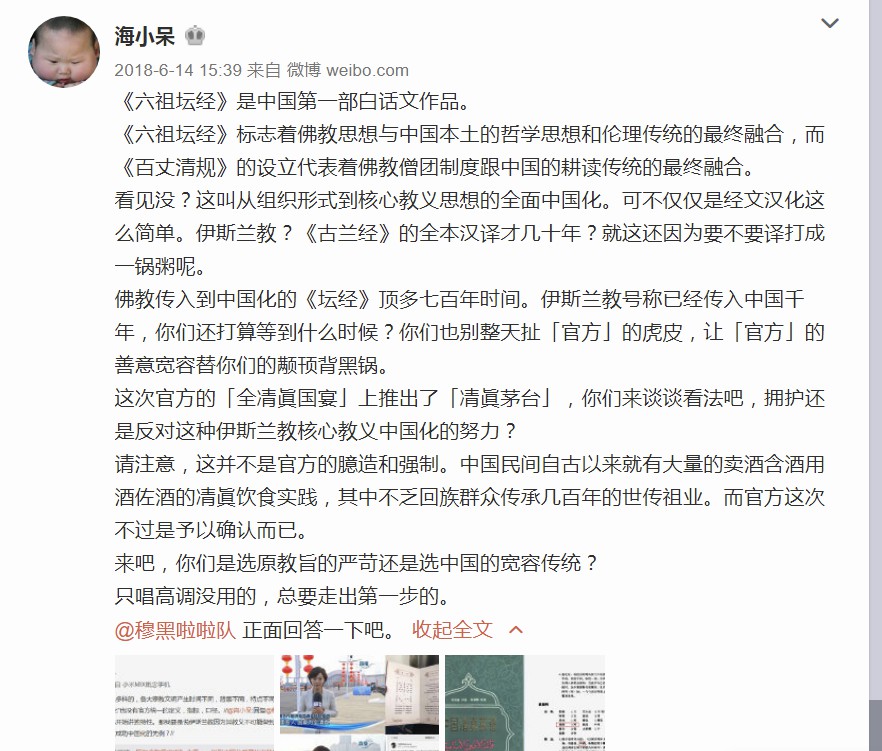 海小呆
2018-6-14 15:39 来自 微博 weibo.com
《六祖坛经》是中国第一部白话文作品。
《六祖坛经》标志着佛教思想与中国本土的哲学思想和伦理传统的最终融合，而
《百丈清规》的设立代表着佛教僧团制度跟中国的耕读传统的最终融合。
看见没？这叫从组织形式到核心教义思想的全面中国化。可不仅仅是经文汉化这
么简单。伊斯兰教？《古兰经》的全本汉译才几十年？就这还因为要不要译打成
一锅粥呢。
佛教传入到中国化的《坛经》顶多七百年时间。伊斯兰教号称已经传入中国千
年，你们还打算等到什么时候？你们也别整天扯「官方」的虎皮，让「官方」的
善意宽容替你们的颟顸背黑锅。
这次官方的「全凊眞国宴」上推出了「凊眞茅台」，你们来谈谈看法吧，拥护还
是反对这种伊斯兰教核心教义中国化的努力？
请注意，这并不是官方的臆造和强制。中国民间自古以来就有大量的卖酒含酒用
酒佐酒的凊眞饮食实践，其中不乏回族群众传承几百年的世传祖业。而官方这次
不过是予以确认而已。
来吧，你们是选原教旨的严苛还是选中国的宽容传统？
只唱高调没用的，总要走出第一步的。
@穆黑啦啦队 正面回答一下吧。 收起全文